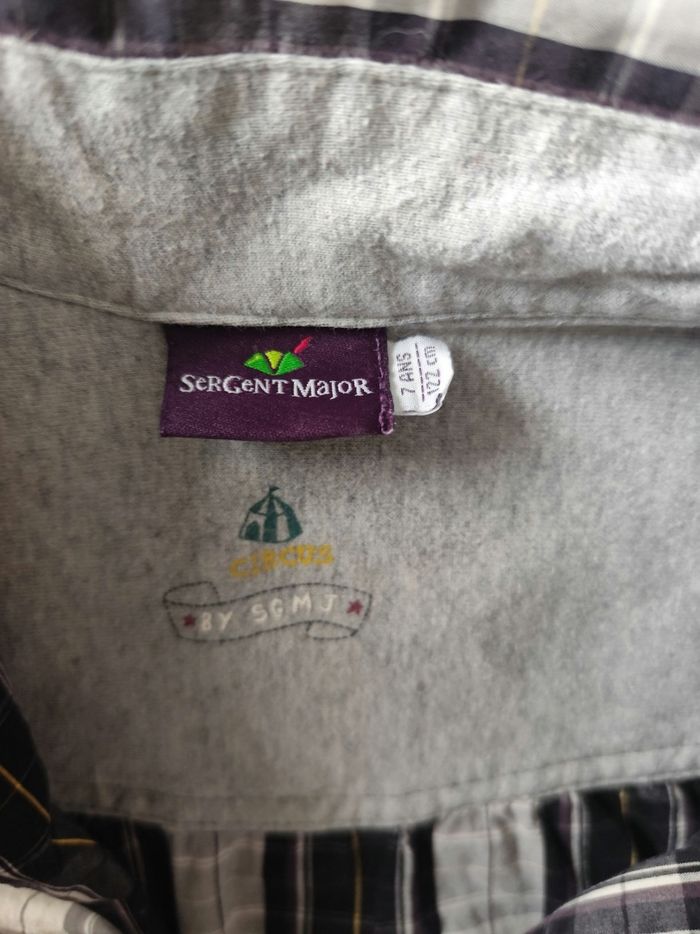 SeRGeNT MajoR
7 ANS
122 cm
CIRCUS
BY SGMJ